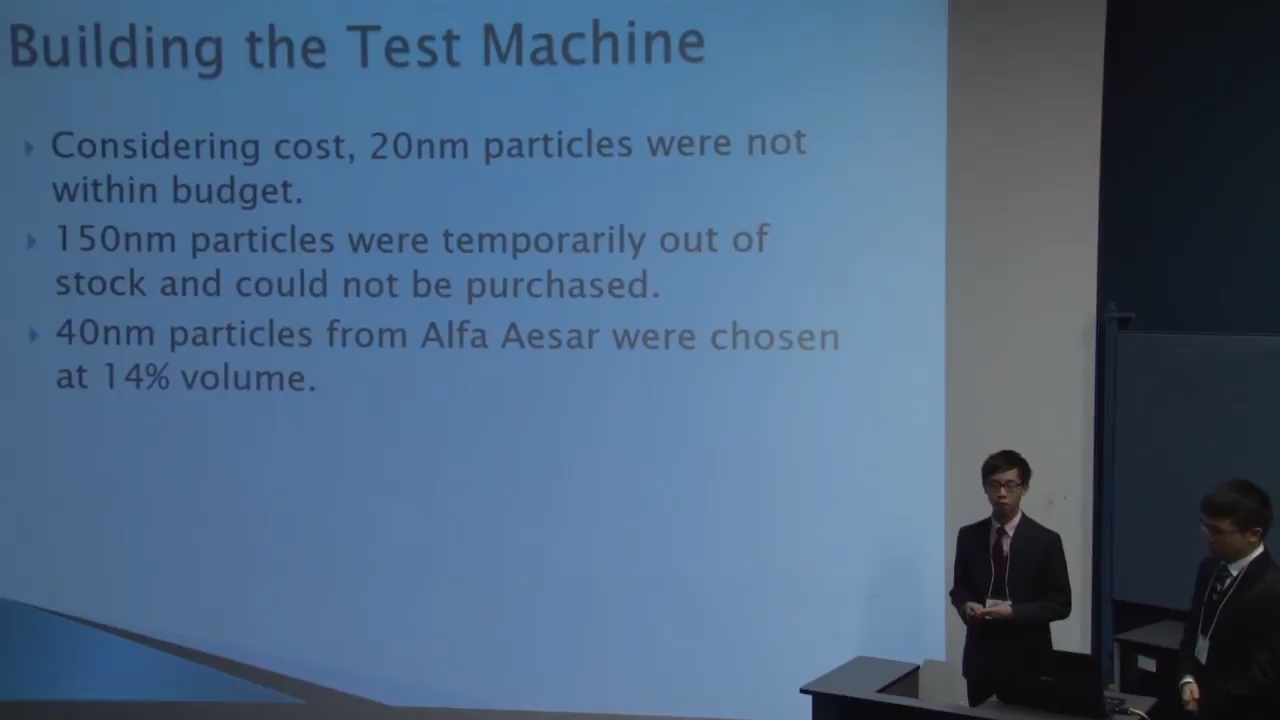 Building the Test Machine
Considering cost, 20nm particles were not
within budget.
150nm particles were temporarily out of
stock and could not be purchased.
40nm particles from Alfa Aesar were chosen
at 14% volume.